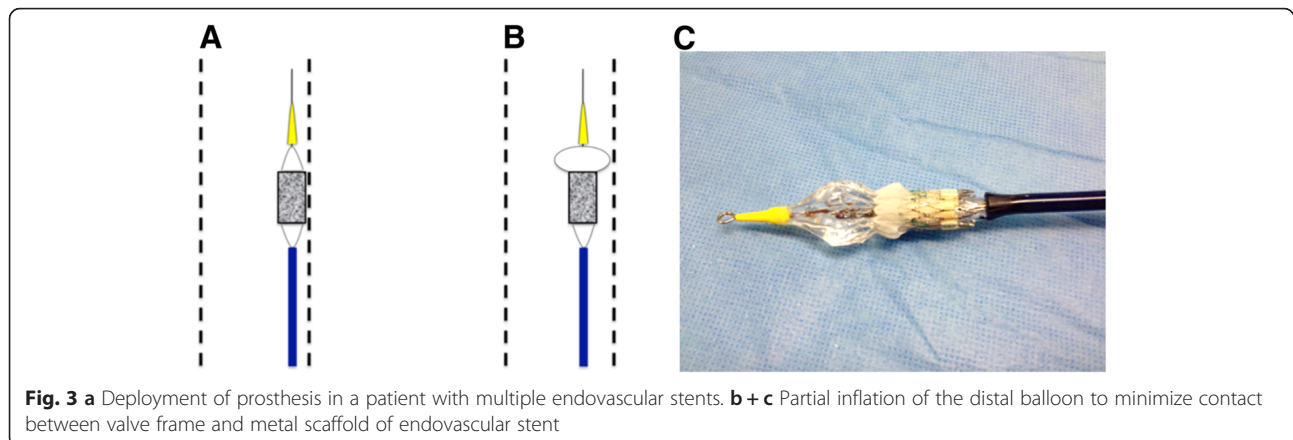 A B C
Fig. 3 a Deployment of prosthesis in a patient with multiple endovascular stents. b + c Partial inflation of the distal balloon to minimize contact
between valve frame and metal scaffold of endovascular stent